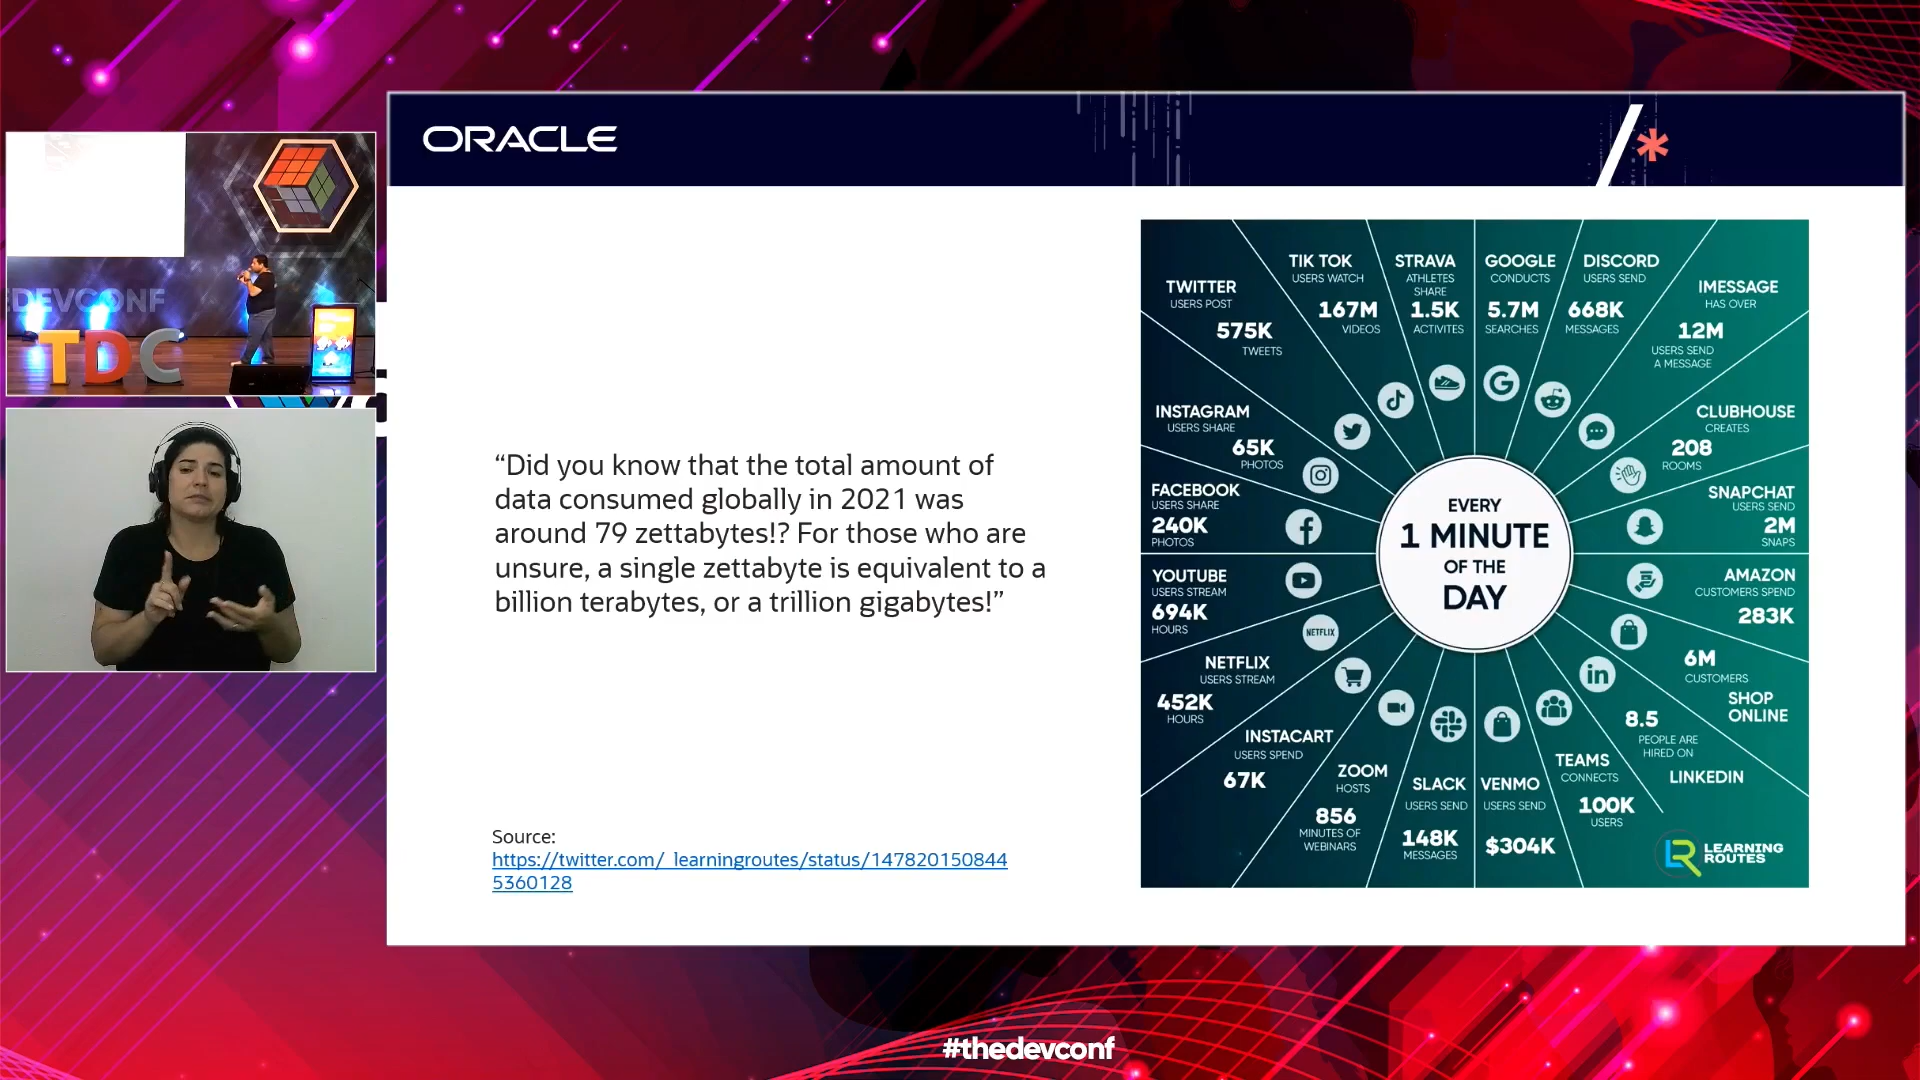 ORACLE
/*
EDEVCONF
TDC
“Did you know that the total amount of
data consumed globally in 2021 was
around 79 zettabytes!? For those who are
unsure, a single zettabyte is equivalent to a
billion terabytes, or a trillion gigabytes!”
Source:
https://twitter.com/_learningroutes/status/147820150844
5360128
EVERY
1 MINUTE
OF THE
DAY
TWITTER
USERS POST
575K
TWEETS
TIK TOK
USERS WATCH
167M
VIDEOS
STRAVA
ATHLETES
SHARE
1.5K
ACTIVITES
GOOGLE
CONDUCTS
5.7M
SEARCHES
DISCORD
USERS SEND
668K
MESSAGES
IMESSAGE
HAS OVER
12M
USERS SEND
A MESSAGE
CLUBHOUSE
CREATES
208
ROOMS
SNAPCHAT
USERS SEND
2M
SNAPS
AMAZON
CUSTOMERS SPEND
283K
6M
CUSTOMERS
SHOP
ONLINE
8.5
PEOPLE ARE
HIRED ON
LINKEDIN
TEAMS
CONNECTS
100K
USERS
VENMO
USERS SEND
$304K
SLACK
USERS SEND
148K
MESSAGES
ZOOM
HOSTS
856
MINUTES OF
WEBINARS
INSTACART
USERS SPEND
67K
NETFLIX
USERS STREAM
452K
HOURS
NETFLIX
YOUTUBE
USERS STREAM
694K
HOURS
FACEBOOK
USERS SHARE
240K
PHOTOS
INSTAGRAM
USERS SHARE
65K
PHOTOS
LR LEARNING
ROUTES
#thedevconf